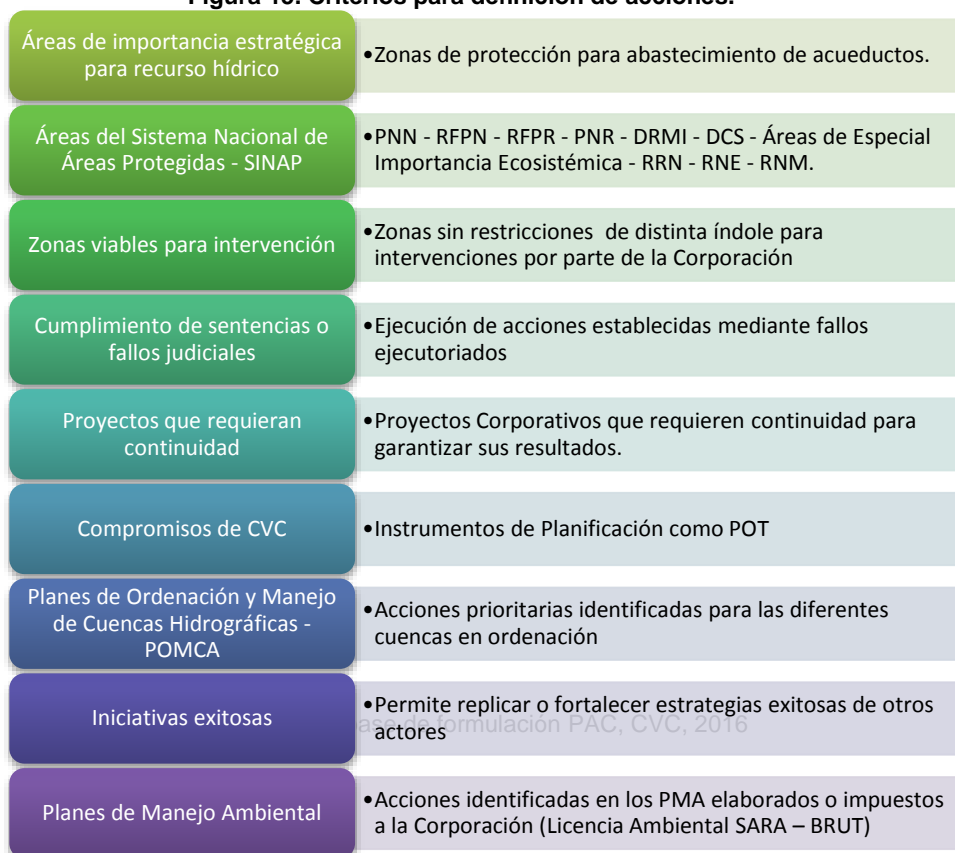 Áreas de importancia estratégica
para recurso hídrico
•Zonas de protección para abastecimiento de acueductos.
Áreas del Sistema Nacional de
Áreas Protegidas - SINAP
•PNN - RFPN - RFPR - PNR - DRMI - DCS - Áreas de Especial
Importancia Ecosistémica - RRN - RNE - RNM.
Zonas viables para intervención
•Zonas sin restricciones de distinta índole para
intervenciones por parte de la Corporación
Cumplimiento de sentencias o
fallos judiciales
•Ejecución de acciones establecidas mediante fallos
ejecutoriados
Proyectos que requieran
continuidad
•Proyectos Corporativos que requieren continuidad para
garantizar sus resultados.
Compromisos de CVC
•Instrumentos de Planificación como POT
Planes de Ordenación y Manejo
de Cuencas Hidrográficas -
POMCA
•Acciones prioritarias identificadas para las diferentes
cuencas en ordenación
Iniciativas exitosas
•Permite replicar o fortalecer estrategias exitosas de otros
actores
de formulación PAC, CVC, 2016
Planes de Manejo Ambiental
•Acciones identificadas en los PMA elaborados o impuestos
a la Corporación (Licencia Ambiental SARA – BRUT)